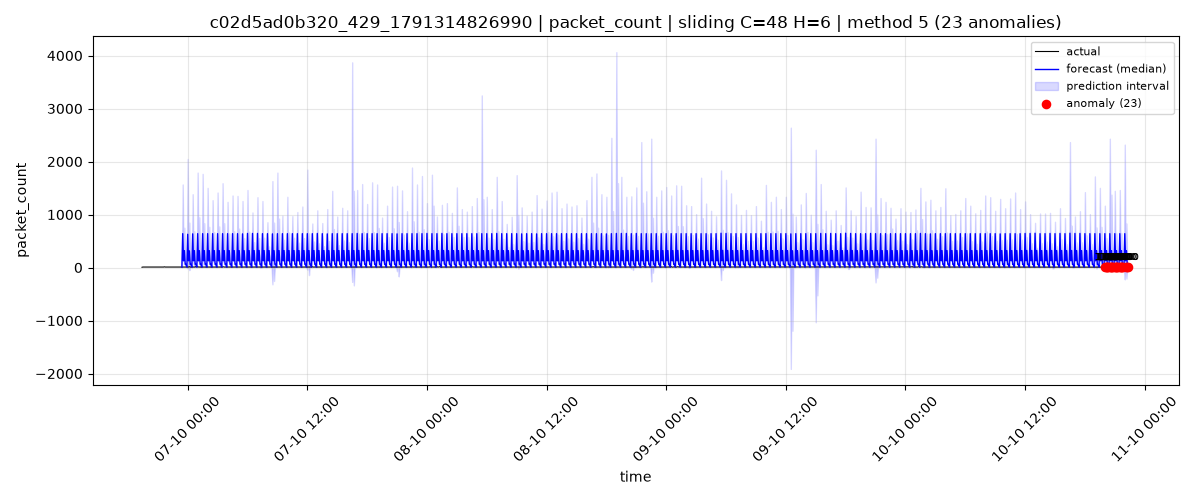 c02d5ad0b320_429_1791314826990 | packet_count | sliding C=48 H=6 | method 5 (23 anomalies)
actual
forecast (median)
prediction interval
anomaly (23)
packet_count
4000
3000
2000
1000
0
−1000
−2000
07-10 00:00
07-10 12:00
08-10 00:00
08-10 12:00
09-10 00:00
09-10 12:00
10-10 00:00
10-10 12:00
11-10 00:00
time